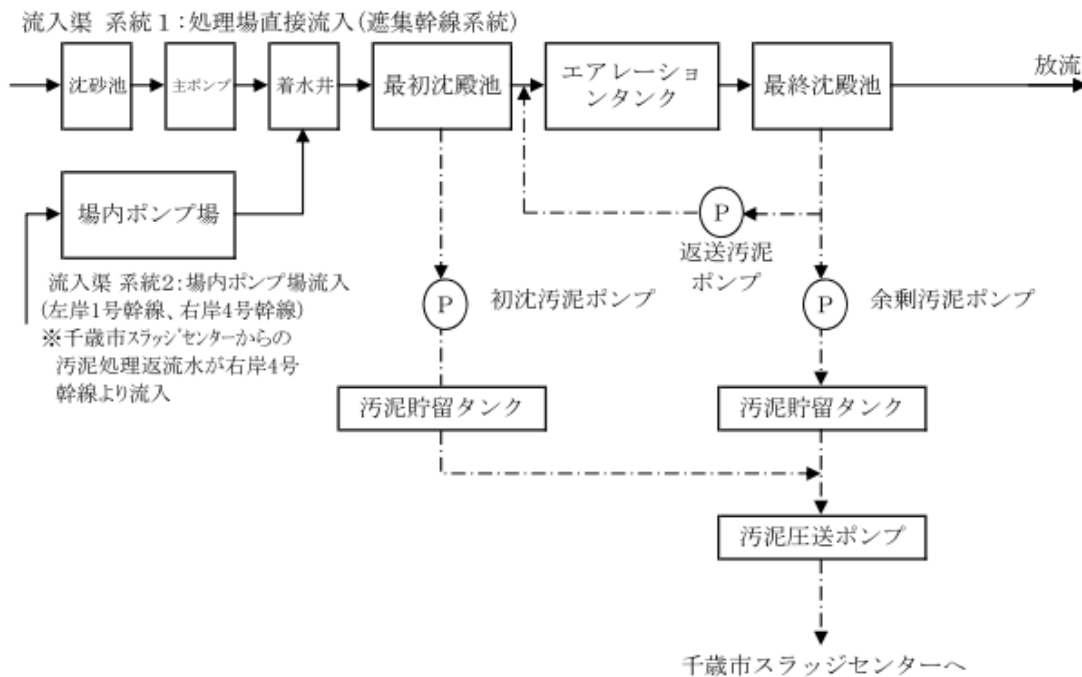 流入渠 系統１:処理場直接流入(遮集幹線系統)
沈砂池
主ポンプ
着水井
最初沈殿池
エアレーショ
ンタンク
最終沈殿池
放流
場内ポンプ場
P
返送汚泥
ポンプ
流入渠 系統2:場内ポンプ場流入
(左岸1号幹線、右岸4号幹線)
※千歳市スラッジセンターからの
汚泥処理返流水が右岸4号
幹線より流入
P
初沈汚泥ポンプ
P
余剰汚泥ポンプ
汚泥貯留タンク
汚泥貯留タンク
汚泥圧送ポンプ
千歳市スラッジセンターへ